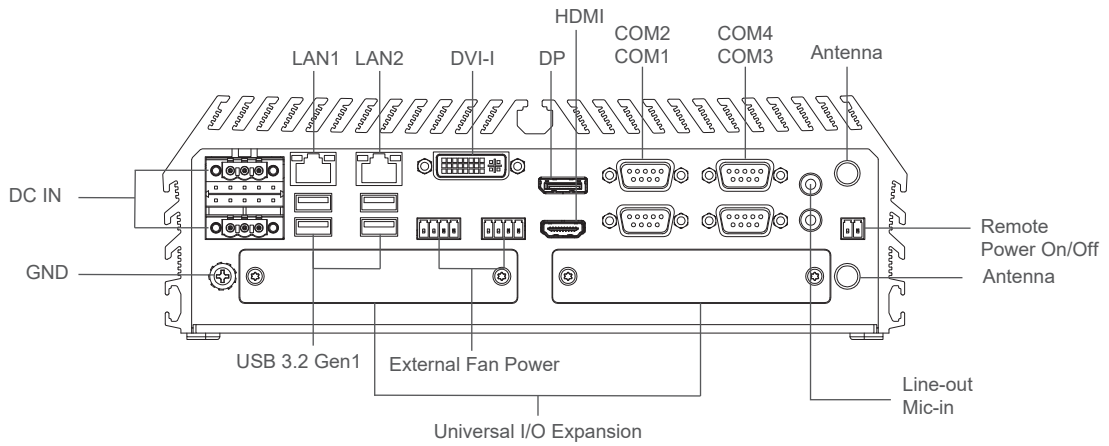 HDMI
COM2
COM1
COM4
COM3
LAN1
LAN2
DVI-I
DP
Antenna
DC IN
GND
Remote
Power On/Off
Antenna
USB 3.2 Gen1
External Fan Power
Line-out
Mic-in
Universal I/O Expansion